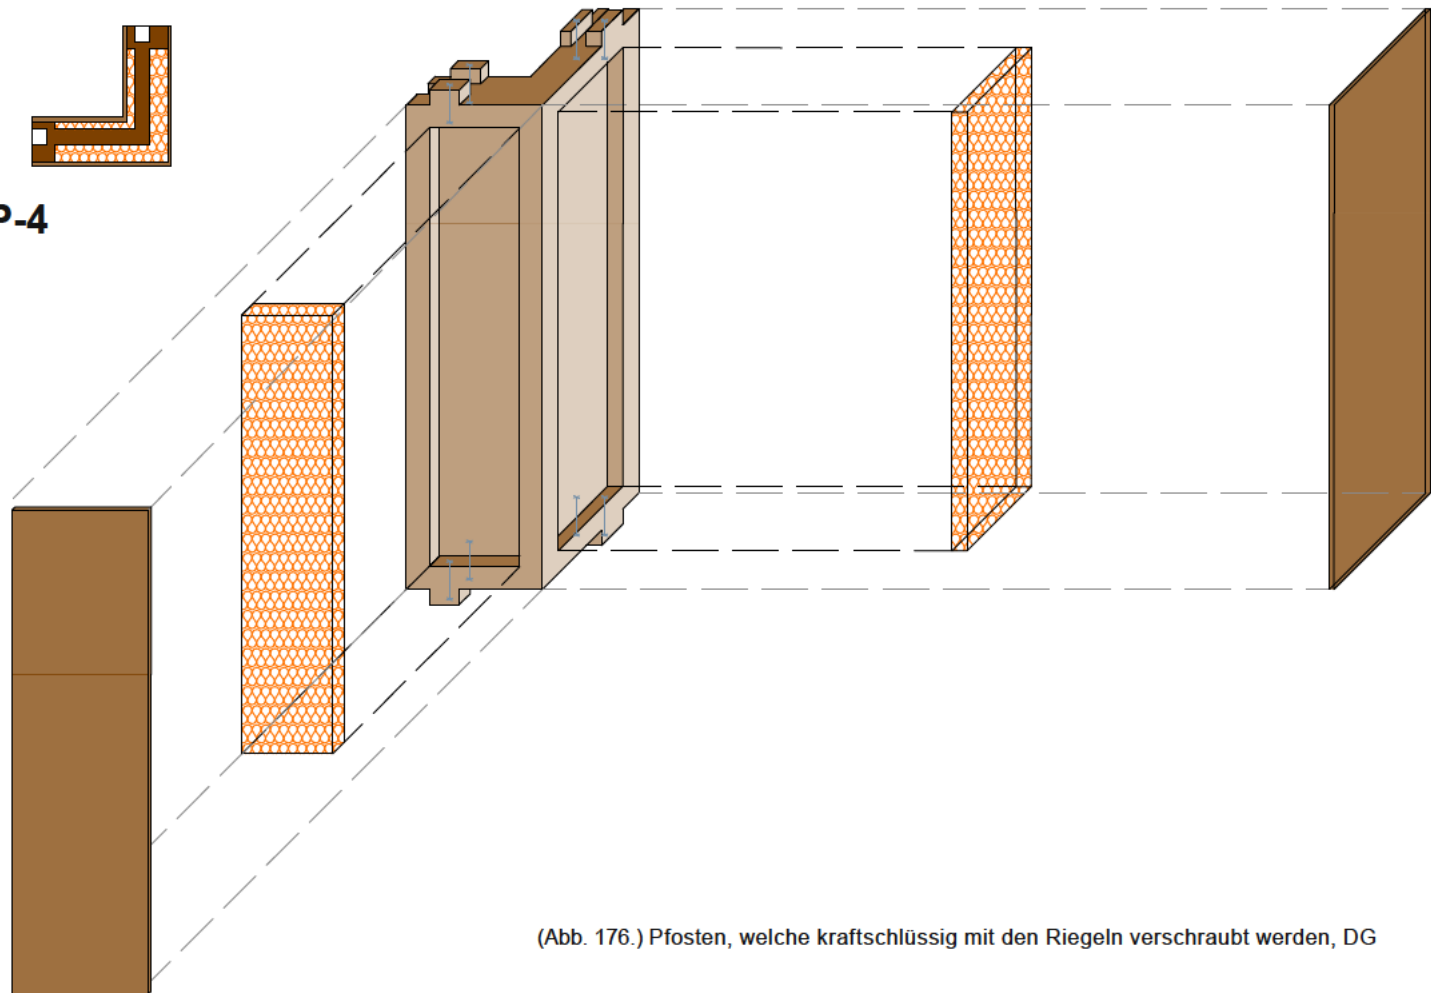 P-4
(Abb. 176.) Pfosten, welche kraftschlüssig mit den Riegeln verschraubt werden, DG